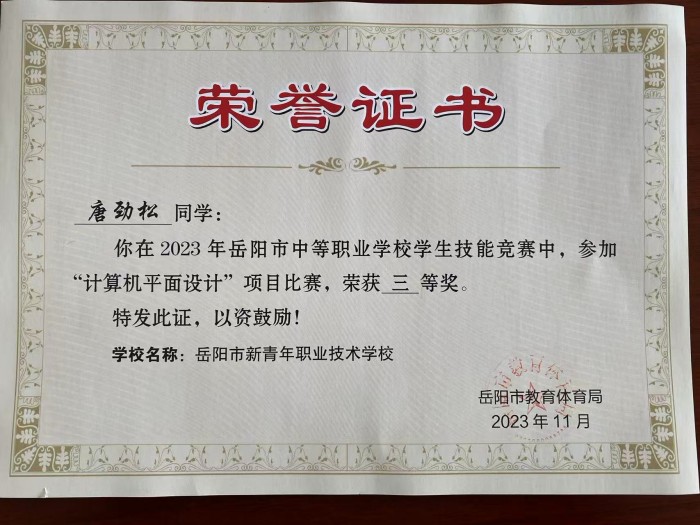 荣誉证书
唐劲松 同学：
你在 2023 年岳阳市中等职业学校学生技能竞赛中，参加
“计算机平面设计”项目比赛，荣获 三 等奖。
特发此证，以资鼓励！
学校名称：岳阳市新青年职业技术学校
岳阳市教育体育局
2023 年 11 月